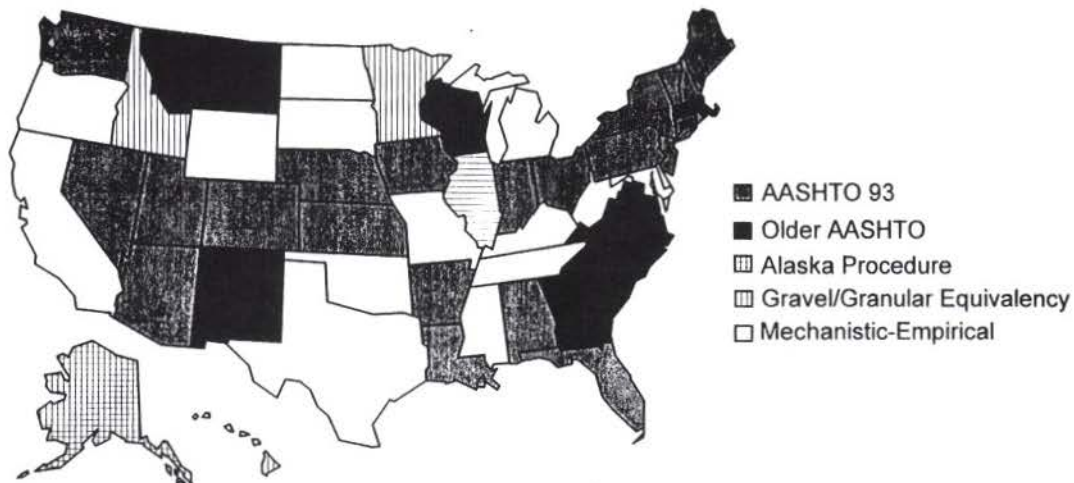 AASHTO 93
Older AASHTO
Alaska Procedure
Gravel/Granular Equivalency
Mechanistic-Empirical